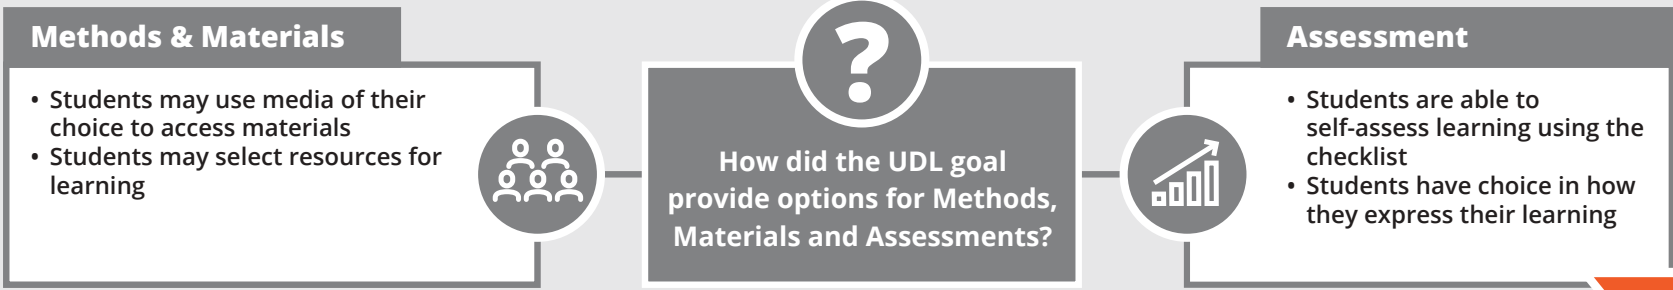 Methods & Materials
• Students may use media of their
choice to access materials
• Students may select resources for
learning
?
How did the UDL goal
provide options for Methods,
Materials and Assessments?
Assessment
• Students are able to
self-assess learning using the
checklist
• Students have choice in how
they express their learning